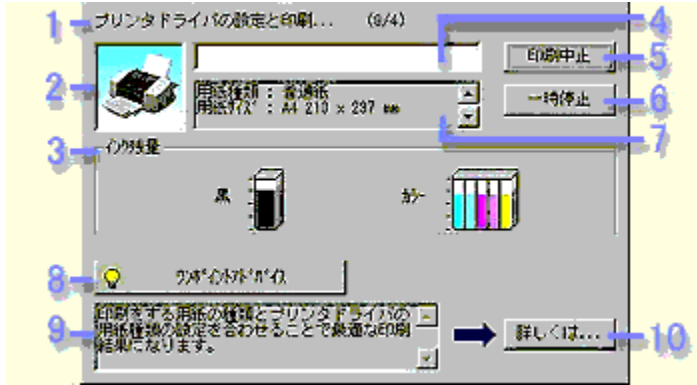 1
プリンタドライバの設定と印刷... (3/4)
4
2
印刷中止
5
用紙種類 : 普通紙
用紙ｻｲｽﾞ : A4 210 x 297 mm
一時停止
6
7
3
ｲﾝｸ残量
黒
ｶﾗｰ
8
ﾜﾝﾎﾟｲﾝﾄｱﾄﾞﾊﾞｲｽ
9
印刷をする用紙の種類とプリンタドライバの
用紙種類の設定を合わせることで最適な印刷
結果になります。
詳しくは...
10